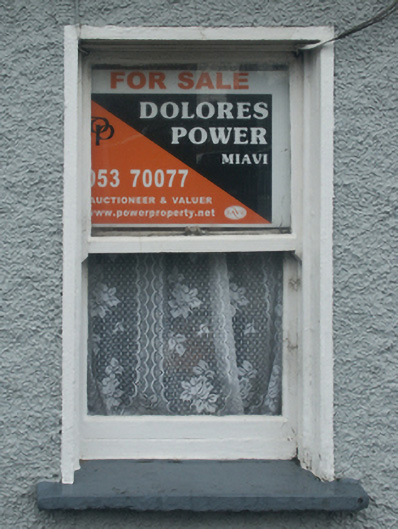 FOR SALE
DOLORES
POWER
MIAVI
053 70077
AUCTIONEER & VALUER
www.powerproperty.net